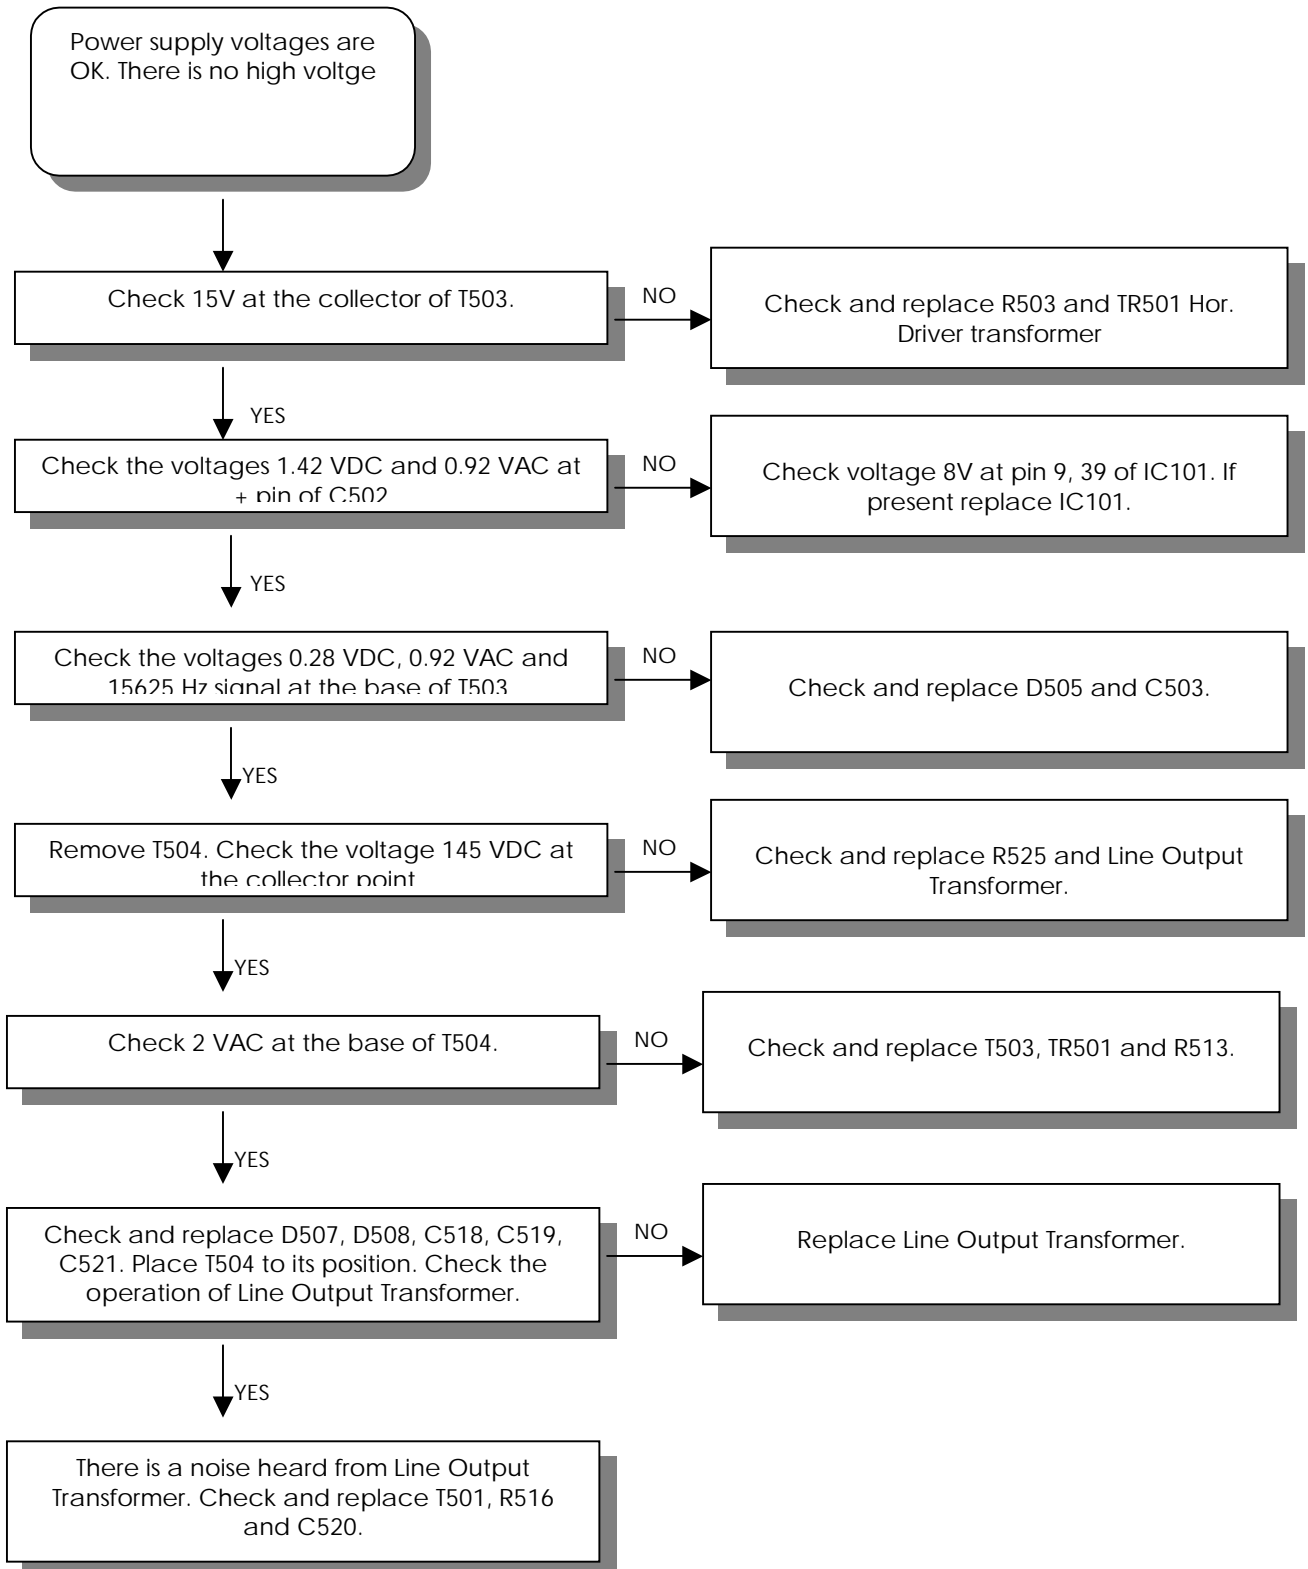 Power supply voltages are
OK. There is no high voltge
Check 15V at the collector of T503.
NO
Check and replace R503 and TR501 Hor.
Driver transformer
YES
Check the voltages 1.42 VDC and 0.92 VAC at
+ pin of C502
NO
Check voltage 8V at pin 9, 39 of IC101. If
present replace IC101.
YES
Check the voltages 0.28 VDC, 0.92 VAC and
15625 Hz signal at the base of T503
NO
Check and replace D505 and C503.
YES
Remove T504. Check the voltage 145 VDC at
the collector point
NO
Check and replace R525 and Line Output
Transformer.
YES
Check 2 VAC at the base of T504.
NO
Check and replace T503, TR501 and R513.
YES
Check and replace D507, D508, C518, C519,
C521. Place T504 to its position. Check the
operation of Line Output Transformer.
NO
Replace Line Output Transformer.
YES
There is a noise heard from Line Output
Transformer. Check and replace T501, R516
and C520.